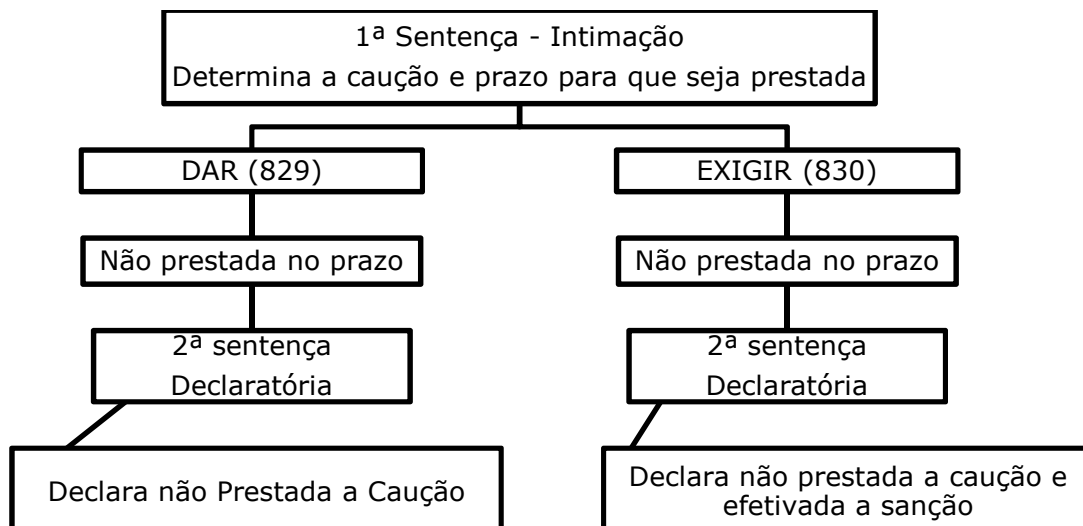 1ª Sentença - Intimação
Determina a caução e prazo para que seja prestada
DAR (829)
EXIGIR (830)
Não prestada no prazo
Não prestada no prazo
2ª sentença
Declaratória
2ª sentença
Declaratória
Declara não Prestada a Caução
Declara não prestada a caução e
efetivada a sanção